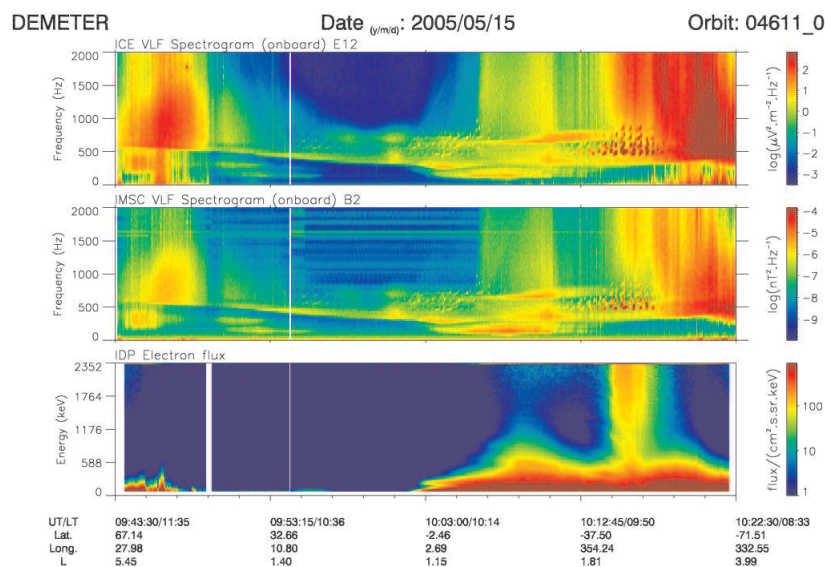 DEMETER Date (y/m/d): 2005/05/15 Orbit: 04611_0
ICE VLF Spectrogram (onboard) E12
Frequency (Hz)
2000
1500
1000
500
0
2
1
0
−1
−2
−3
log(μV².m⁻².Hz⁻¹)
IMSC VLF Spectrogram (onboard) B2
Frequency (Hz)
2000
1500
1000
500
0
−4
−5
−6
−7
−8
−9
log(nT².Hz⁻¹)
IDP Electron flux
Energy (keV)
2352
1764
1176
588
0
100
10
1
flux/(cm².s.sr.keV)
UT/LT 09:43:30/11:35 09:53:15/10:36 10:03:00/10:14 10:12:45/09:50 10:22:30/08:33
Lat. 67.14 32.66 -2.46 -37.50 -71.51
Long. 27.98 10.80 2.69 354.24 332.55
L 5.45 1.40 1.15 1.81 3.99